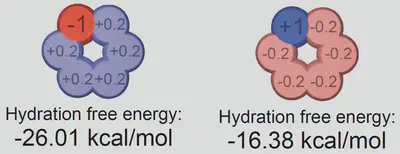 -1 +0.2
+0.2 +0.2
+0.2 +0.2
Hydration free energy:
-26.01 kcal/mol
+1 -0.2
-0.2 -0.2
-0.2 -0.2
Hydration free energy:
-16.38 kcal/mol